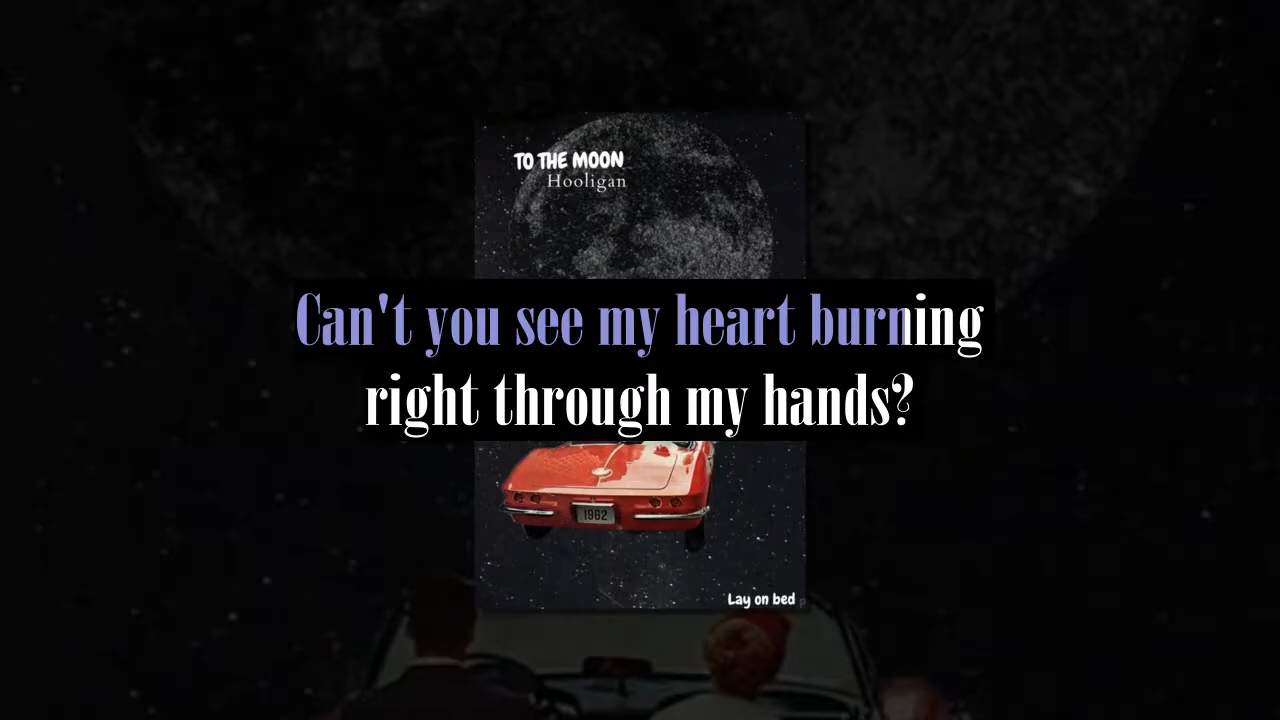 TO THE MOON
Hooligan
Can't you see my heart burning
right through my hands?
1962
Lay on bed